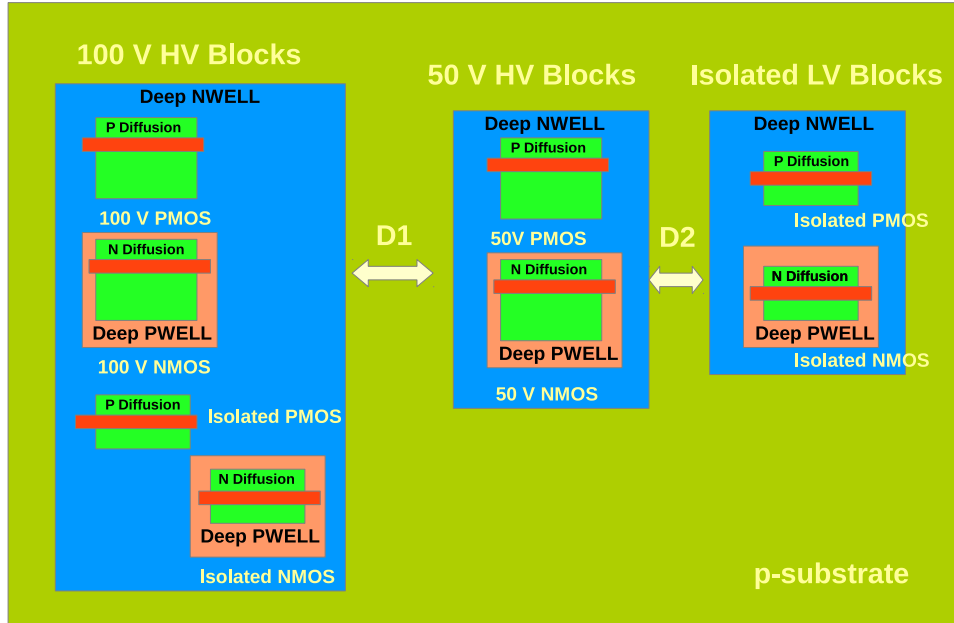 100 V HV Blocks
Deep NWELL
P Diffusion
100 V PMOS
N Diffusion
Deep PWELL
100 V NMOS
P Diffusion
Isolated PMOS
N Diffusion
Deep PWELL
Isolated NMOS
D1
50 V HV Blocks
Deep NWELL
P Diffusion
50V PMOS
N Diffusion
Deep PWELL
50 V NMOS
D2
Isolated LV Blocks
Deep NWELL
P Diffusion
Isolated PMOS
N Diffusion
Deep PWELL
Isolated NMOS
p-substrate